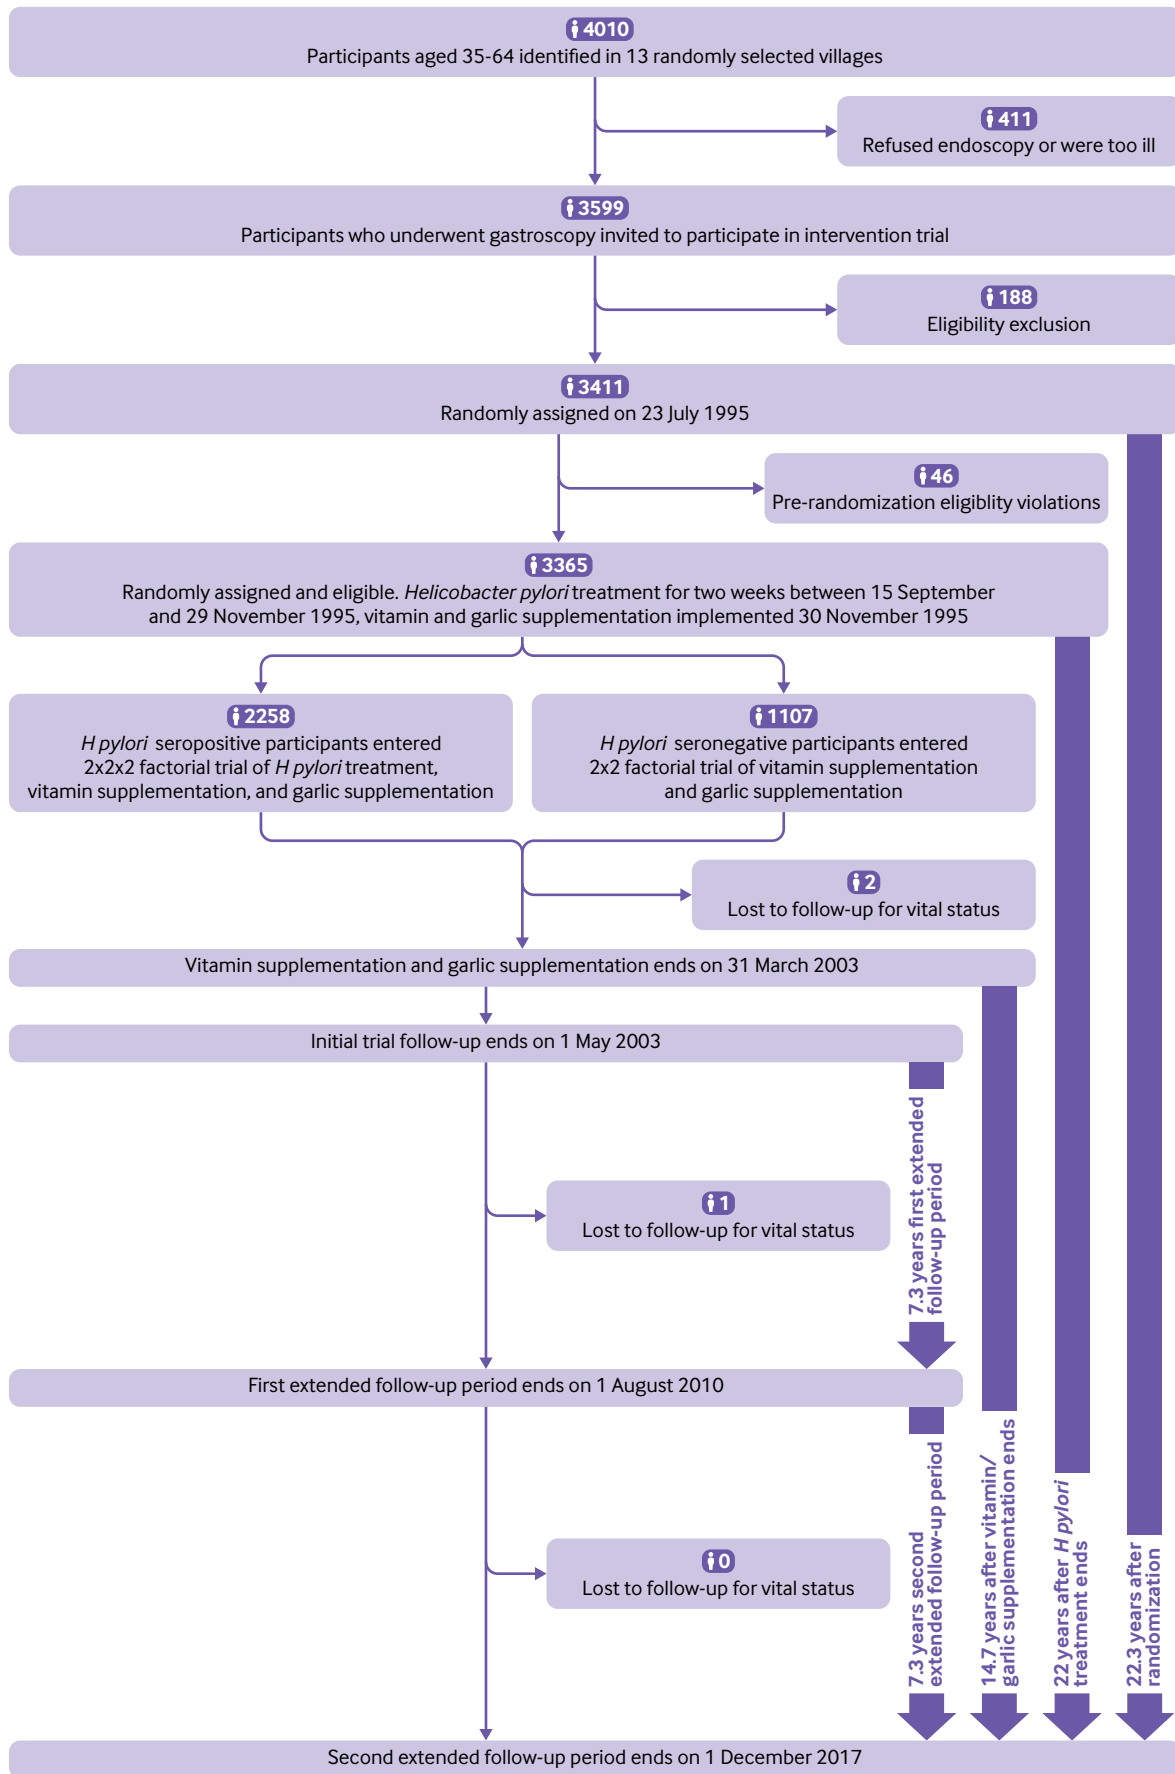 4010
Participants aged 35-64 identified in 13 randomly selected villages
411
Refused endoscopy or were too ill
3599
Participants who underwent gastroscopy invited to participate in intervention trial
188
Eligibility exclusion
3411
Randomly assigned on 23 July 1995
46
Pre-randomization eligiblity violations
3365
Randomly assigned and eligible. Helicobacter pylori treatment for two weeks between 15 September
and 29 November 1995, vitamin and garlic supplementation implemented 30 November 1995
2258
H pylori seropositive participants entered
2x2x2 factorial trial of H pylori treatment,
vitamin supplementation, and garlic supplementation
1107
H pylori seronegative participants entered
2x2 factorial trial of vitamin supplementation
and garlic supplementation
2
Lost to follow-up for vital status
Vitamin supplementation and garlic supplementation ends on 31 March 2003
Initial trial follow-up ends on 1 May 2003
7.3 years first extended
follow-up period
1
Lost to follow-up for vital status
First extended follow-up period ends on 1 August 2010
7.3 years second
extended follow-up period
14.7 years after vitamin/
garlic supplementation ends
22 years after H pylori
treatment ends
22.3 years after
randomization
0
Lost to follow-up for vital status
Second extended follow-up period ends on 1 December 2017